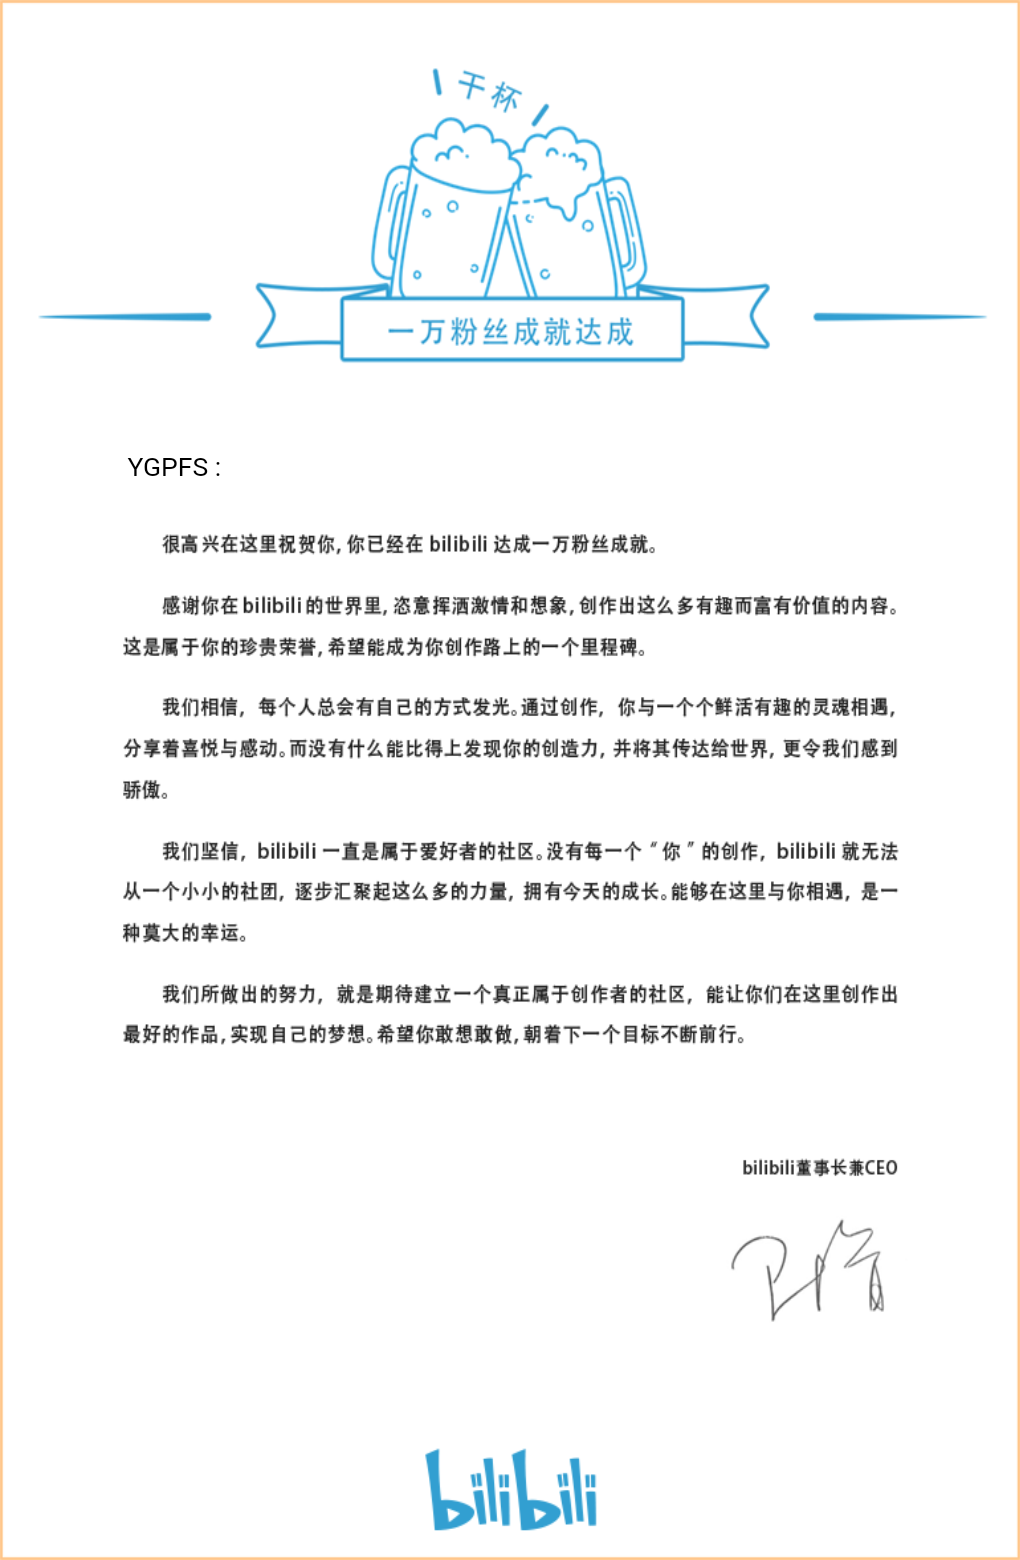 干杯
一万粉丝成就达成
YGPFS :
很高兴在这里祝贺你,你已经在 bilibili 达成一万粉丝成就。
感谢你在bilibili的世界里,恣意挥洒激情和想象,创作出这么多有趣而富有价值的内容。
这是属于你的珍贵荣誉,希望能成为你创作路上的一个里程碑。
我们相信, 每个人总会有自己的方式发光。通过创作, 你与一个个鲜活有趣的灵魂相遇,
分享着喜悦与感动。而没有什么能比得上发现你的创造力, 并将其传达给世界, 更令我们感到
骄傲。
我们坚信, bilibili 一直是属于爱好者的社区。没有每一个“你”的创作, bilibili 就无法
从一个小小的社团, 逐步汇聚起这么多的力量, 拥有今天的成长。能够在这里与你相遇, 是一
种莫大的幸运。
我们所做出的努力, 就是期待建立一个真正属于创作者的社区, 能让你们在这里创作出
最好的作品,实现自己的梦想。希望你敢想敢做,朝着下一个目标不断前行。
bilibili董事长兼CEO
bilibili